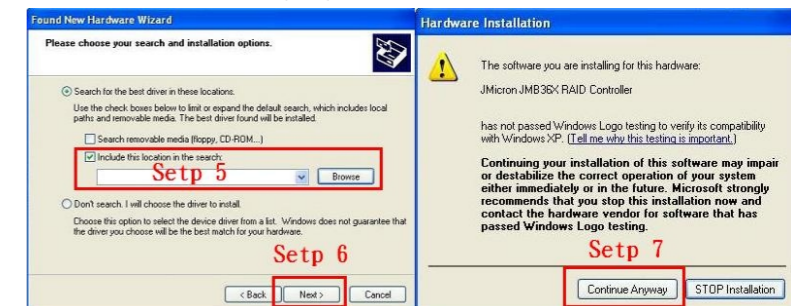 Found New Hardware Wizard
Please choose your search and installation options.
Search for the best driver in these locations.
Use the check boxes below to limit or expand the default search, which includes local
paths and removable media. The best driver found will be installed.
Search removable media (floppy, CD-ROM...)
Include this location in the search:
Setp 5
Browse
Don't search. I will choose the driver to install.
Choose this option to select the device driver from a list. Windows does not guarantee that
the driver you choose will be the best match for your hardware.
Setp 6
< Back
Next >
Cancel
Hardware Installation
The software you are installing for this hardware:
JMicron JMB36X RAID Controller
has not passed Windows Logo testing to verify its compatibility
with Windows XP. (Tell me why this testing is important.)
Continuing your installation of this software may impair
or destabilize the correct operation of your system
either immediately or in the future. Microsoft strongly
recommends that you stop this installation now and
contact the hardware vendor for software that has
passed Windows Logo testing.
Setp 7
Continue Anyway
STOP Installation